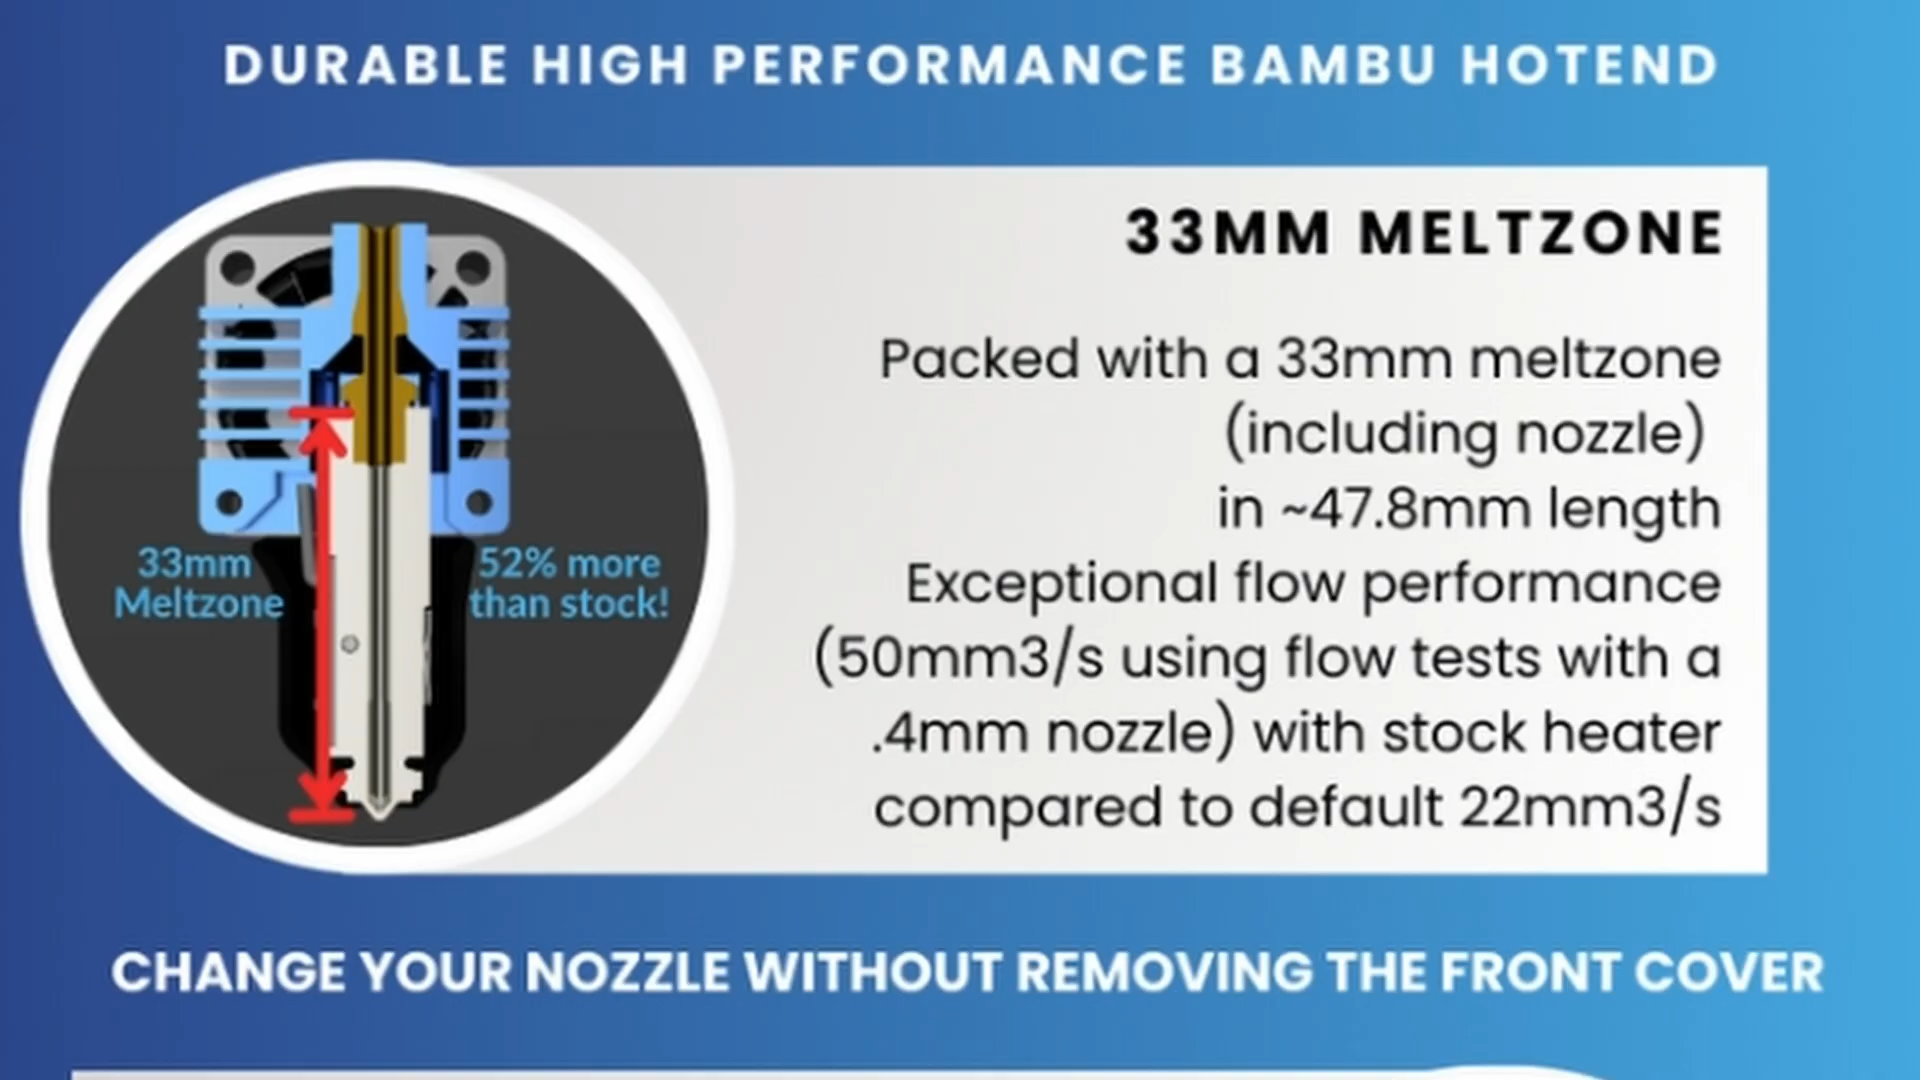 DURABLE HIGH PERFORMANCE BAMBU HOTEND
33mm
Meltzone
52% more
than stock!
33MM MELTZONE
Packed with a 33mm meltzone
(including nozzle)
in ~47.8mm length
Exceptional flow performance
(50mm3/s using flow tests with a
.4mm nozzle) with stock heater
compared to default 22mm3/s
CHANGE YOUR NOZZLE WITHOUT REMOVING THE FRONT COVER